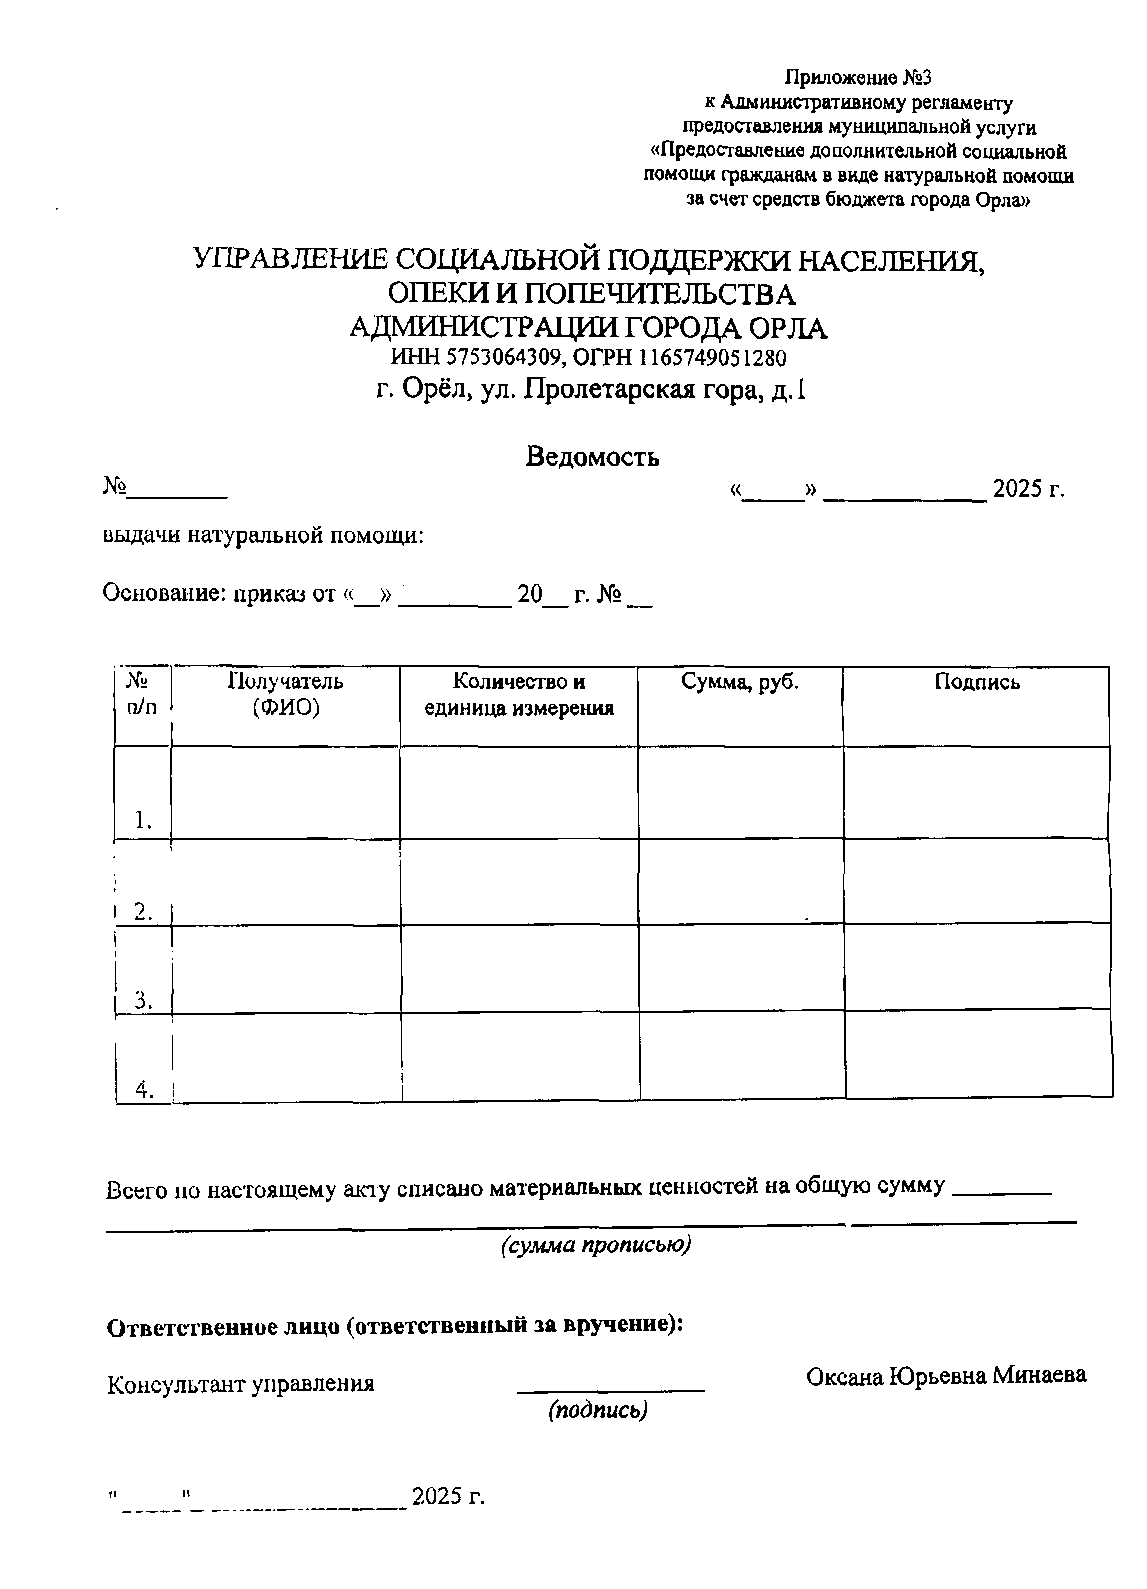 Приложение №3
к Административному регламенту
предоставления муниципальной услуги
«Предоставление дополнительной социальной
помощи гражданам в виде натуральной помощи
за счет средств бюджета города Орла»
УПРАВЛЕНИЕ СОЦИАЛЬНОЙ ПОДДЕРЖКИ НАСЕЛЕНИЯ,
ОПЕКИ И ПОПЕЧИТЕЛЬСТВА
АДМИНИСТРАЦИИ ГОРОДА ОРЛА
ИНН 5753064309, ОГРН 1165749051280
г. Орёл, ул. Пролетарская гора, д.1
Ведомость
№________ «_____» _____________ 2025 г.
выдачи натуральной помощи:
Основание: приказ от «__» _________ 20__ г. № __
№ п/п Получатель (ФИО) Количество и единица измерения Сумма, руб. Подпись
1.
2.
3.
4.
Всего по настоящему акту списано материальных ценностей на общую сумму ________
(сумма прописью)
Ответственное лицо (ответственный за вручение):
Консультант управления _______________ Оксана Юрьевна Минаева
(подпись)
"_____"_________________ 2025 г.